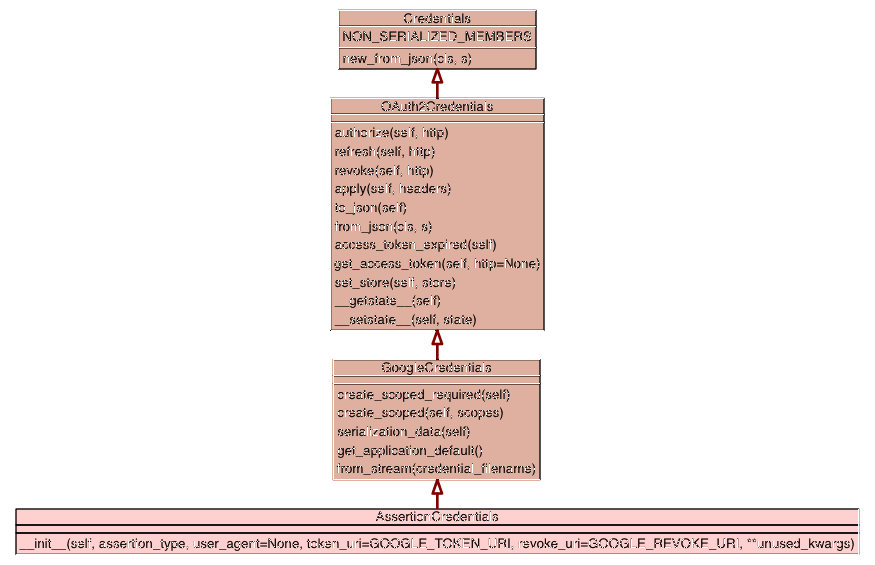 Credentials
NON_SERIALIZED_MEMBERS
new_from_json(cls, s)
OAuth2Credentials
authorize(self, http)
refresh(self, http)
revoke(self, http)
apply(self, headers)
to_json(self)
from_json(cls, s)
access_token_expired(self)
get_access_token(self, http=None)
set_store(self, store)
__getstate__(self)
__setstate__(self, state)
GoogleCredentials
create_scoped_required(self)
create_scoped(self, scopes)
serialization_data(self)
get_application_default()
from_stream(credential_filename)
AssertionCredentials
__init__(self, assertion_type, user_agent=None, token_uri=GOOGLE_TOKEN_URI, revoke_uri=GOOGLE_REVOKE_URI, **unused_kwargs)